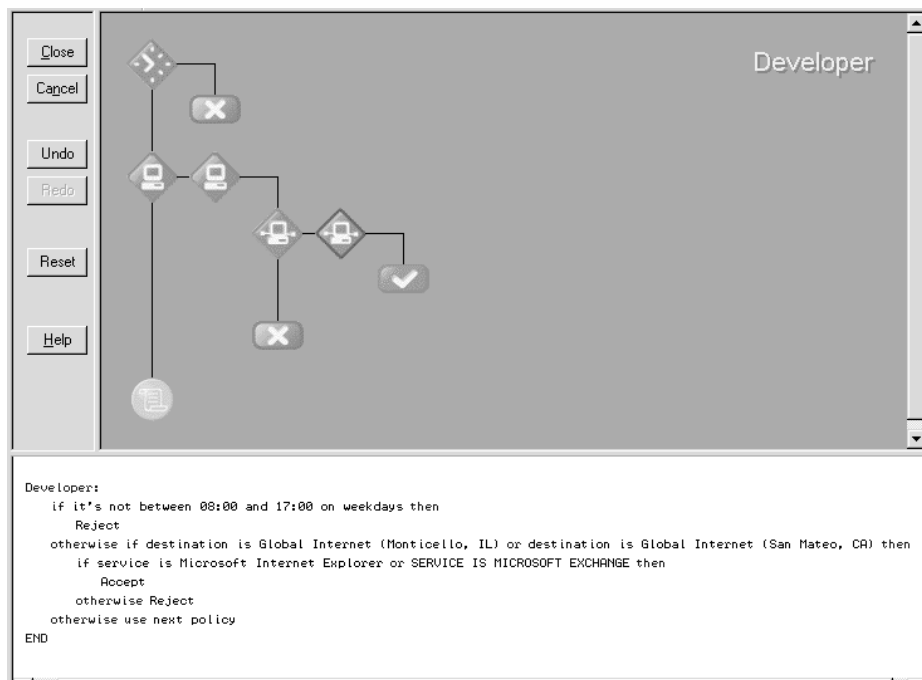 Close
Cancel
Undo
Redo
Reset
Help
Developer
Developer:
if it's not between 08:00 and 17:00 on weekdays then
Reject
otherwise if destination is Global Internet (Monticello, IL) or destination is Global Internet (San Mateo, CA) then
if service is Microsoft Internet Explorer or SERVICE IS MICROSOFT EXCHANGE then
Accept
otherwise Reject
otherwise use next policy
END